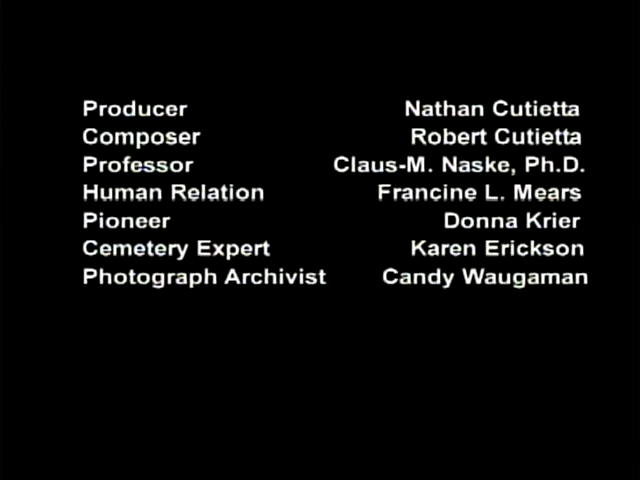 Producer Nathan Cutietta
Composer Robert Cutietta
Professor Claus-M. Naske, Ph.D.
Human Relation Francine L. Mears
Pioneer Donna Krier
Cemetery Expert Karen Erickson
Photograph Archivist Candy Waugaman